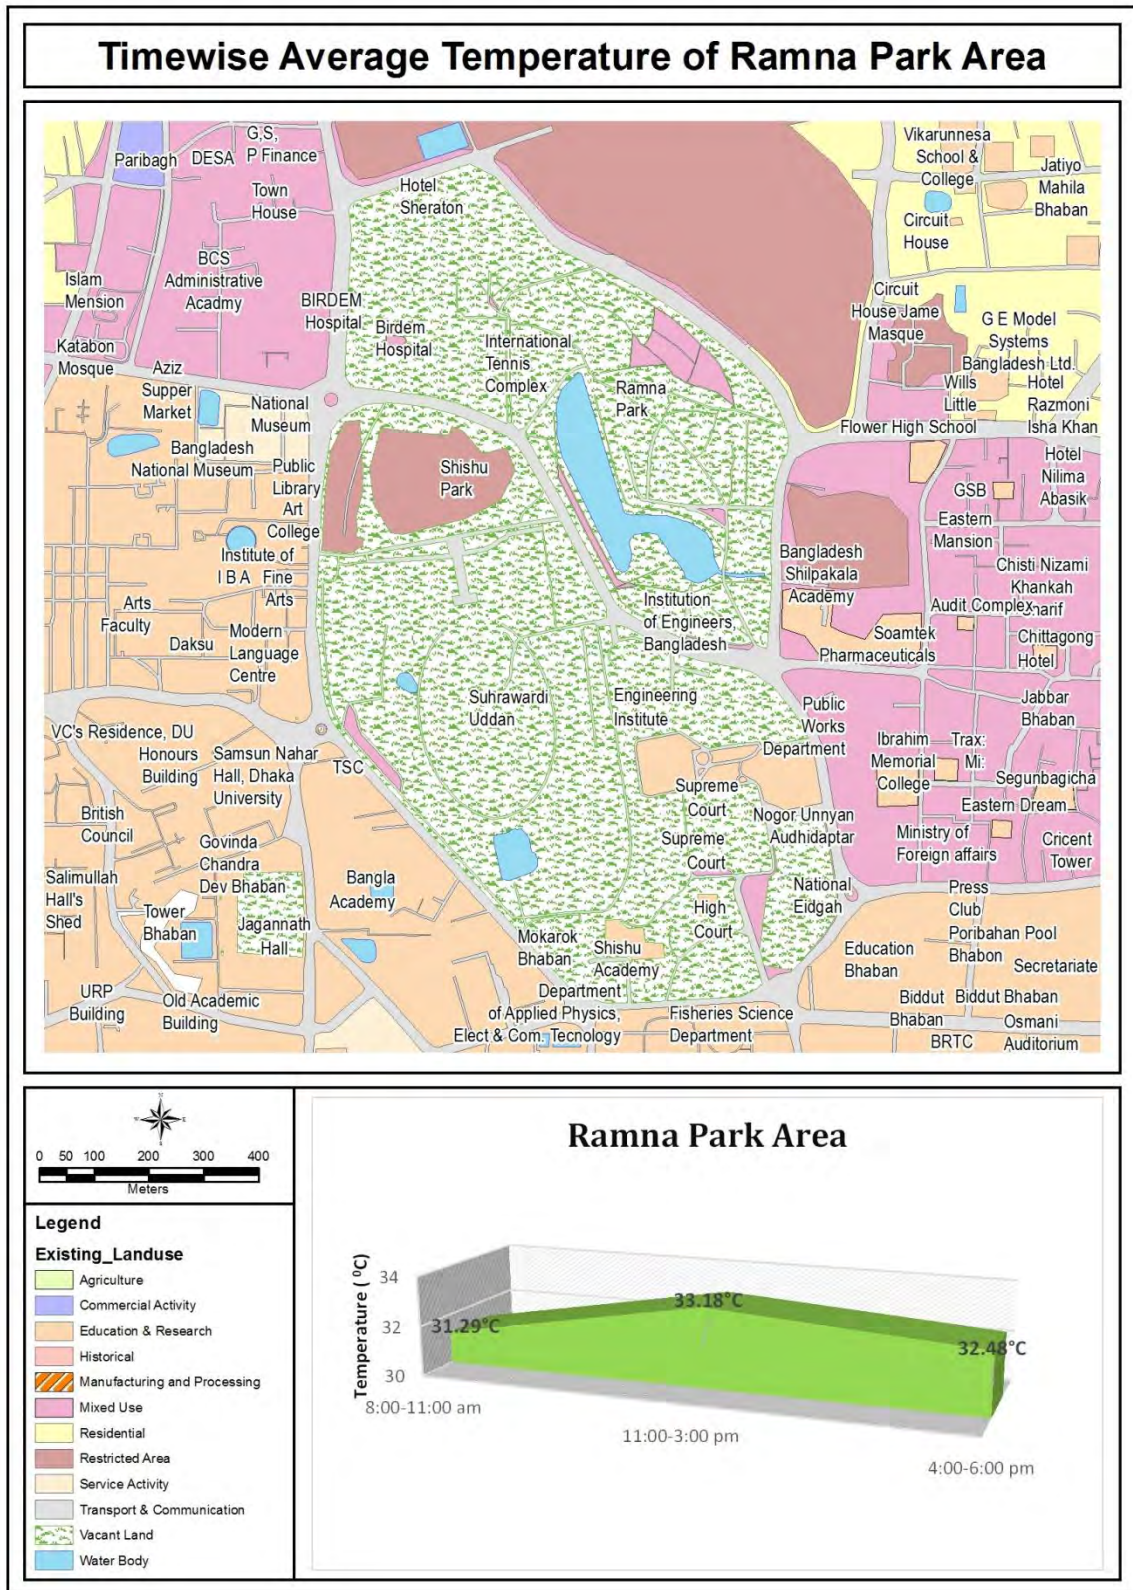 Timewise Average Temperature of Ramna Park Area
Paribagh
DESA
G,S,
P Finance
Town
House
Hotel
Sheraton
Vikarunnesa
School &
College
Jatiyo
Mahila
Bhaban
Circuit
House
BCS
Administrative
Acadmy
Islam
Mension
BIRDEM
Hospital
Birdem
Hospital
International
Tennis
Complex
Circuit
House Jame
Masque
G E Model
Systems
Bangladesh Ltd.
Katabon
Mosque
Aziz
Supper
Market
National
Museum
Ramna
Park
Wills
Little
Flower High School
Hotel
Razmoni
Isha Khan
Bangladesh
National Museum
Public
Library
Art
College
Shishu
Park
Hotel
Nilima
Abasik
GSB
Eastern
Mansion
Institute of
I B A Fine
Arts
Bangladesh
Shilpakala
Academy
Chisti Nizami
Khankah
Sharif
Audit Complex
Arts
Faculty
Daksu
Modern
Language
Centre
Institution
of Engineers,
Bangladesh
Soamtek
Pharmaceuticals
Chittagong
Hotel
Suhrawardi
Uddan
Engineering
Institute
Public
Works
Department
Jabbar
Bhaban
VC's Residence, DU
Honours
Building
Samsun Nahar
Hall, Dhaka
University
TSC
Ibrahim
Memorial
College
Trax:
Mi:
Segunbagicha
Supreme
Court
Eastern Dream
British
Council
Nogor Unnyan
Audhidaptar
Govinda
Chandra
Dev Bhaban
Supreme
Court
Ministry of
Foreign affairs
Cricent
Tower
Salimullah
Hall's
Shed
Bangla
Academy
National
Eidgah
Press
Club
Tower
Bhaban
Jagannath
Hall
High
Court
Mokarok
Bhaban
Shishu
Academy
Education
Bhaban
Poribahan Pool
Bhabon
Secretariate
URP
Building
Old Academic
Building
Department
of Applied Physics,
Elect & Com. Tecnology
Fisheries Science
Department
Biddut
Bhaban
Biddut Bhaban
BRTC
Osmani
Auditorium
N
W E
S
0 50 100 200 300 400
Meters
Legend
Existing_Landuse
Agriculture
Commercial Activity
Education & Research
Historical
Manufacturing and Processing
Mixed Use
Residential
Restricted Area
Service Activity
Transport & Communication
Vacant Land
Water Body
Ramna Park Area
Temperature ( ⁰C)
34
32
30
31.29°C
33.18°C
32.48°C
8:00-11:00 am
11:00-3:00 pm
4:00-6:00 pm